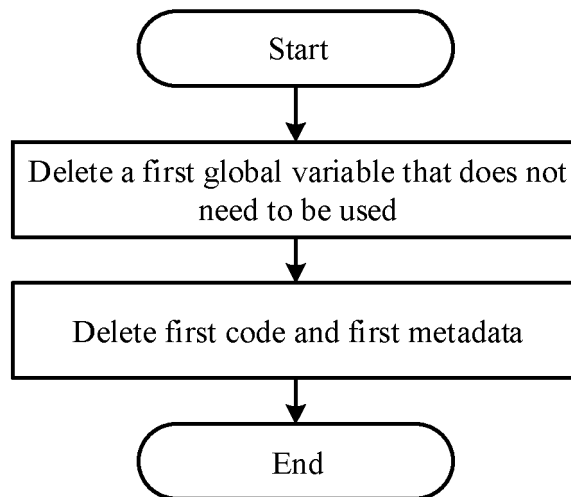 Start
Delete a first global variable that does not
need to be used
Delete first code and first metadata
End